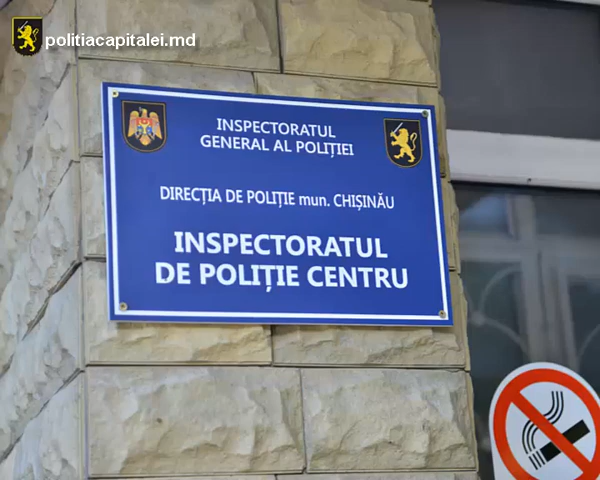 politiacapitalei.md
INSPECTORATUL
GENERAL AL POLIȚIEI
DIRECȚIA DE POLIȚIE mun. CHIȘINĂU
INSPECTORATUL
DE POLIȚIE CENTRU